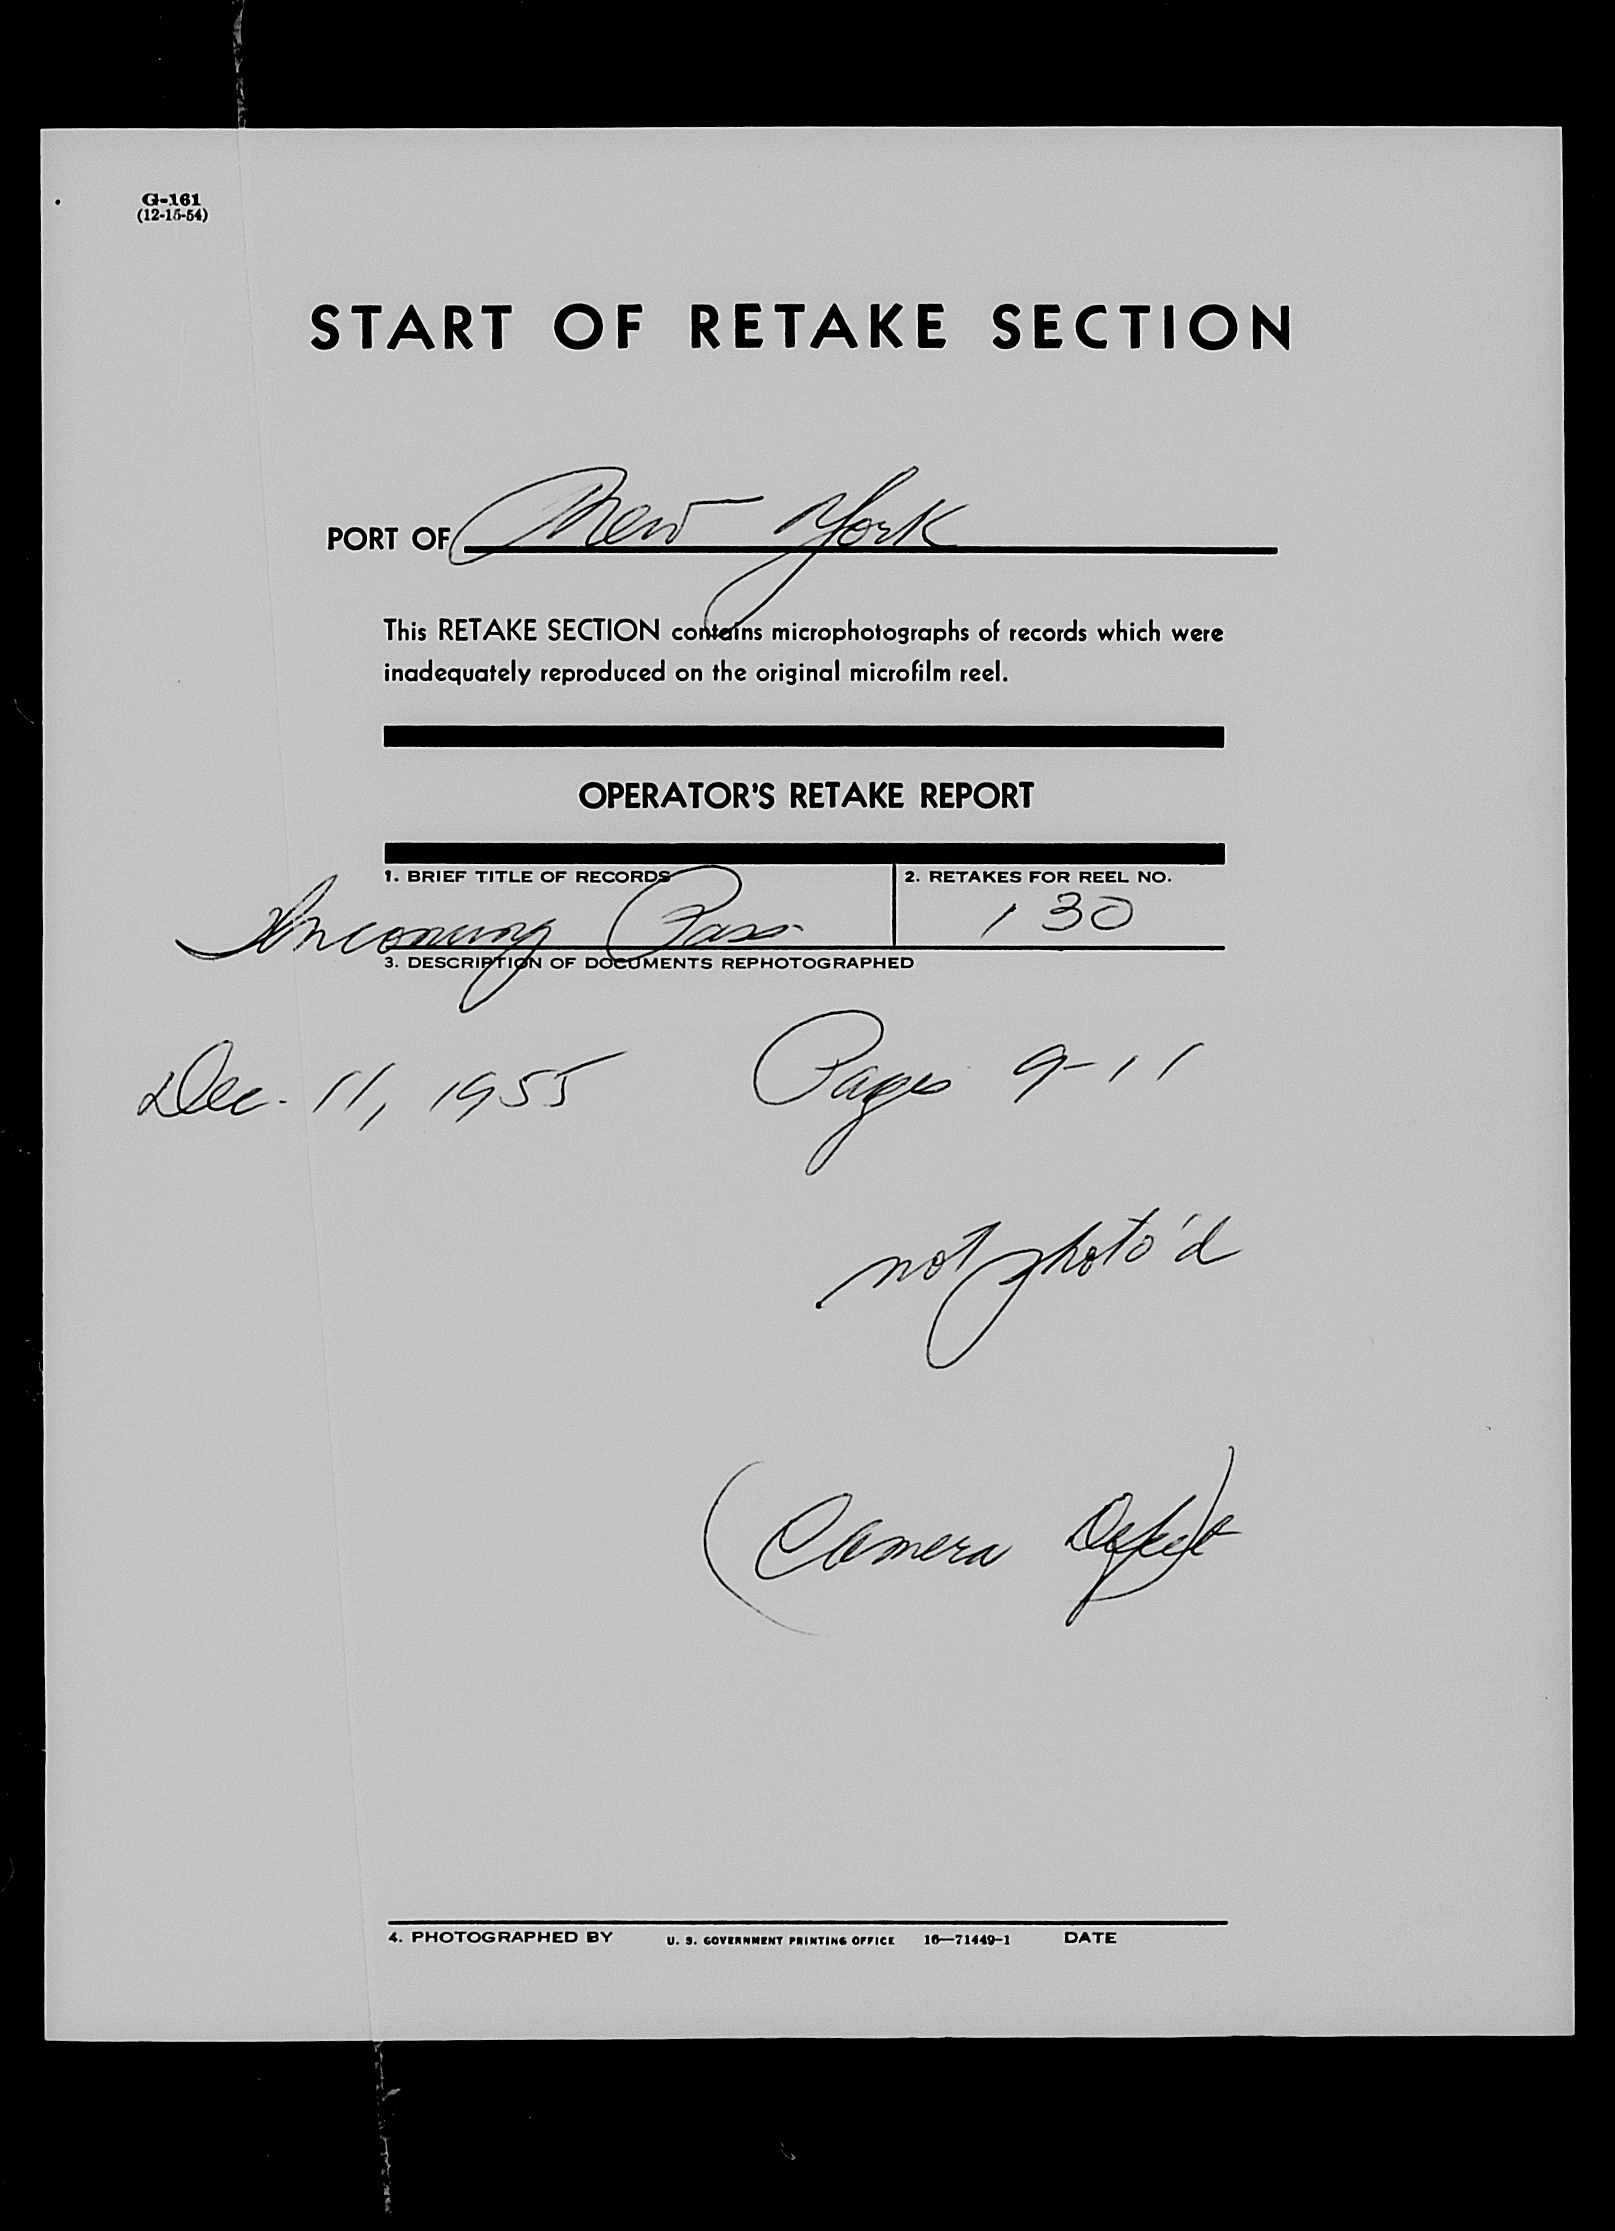 G-161
(12-15-54)
START OF RETAKE SECTION
PORT OF New York
This RETAKE SECTION contains microphotographs of records which were
inadequately reproduced on the original microfilm reel.
OPERATOR'S RETAKE REPORT
1. BRIEF TITLE OF RECORDS
Incoming Pass.
2. RETAKES FOR REEL NO.
130
3. DESCRIPTION OF DOCUMENTS REPHOTOGRAPHED
Dec. 11, 1955 Pages 9-11
not photo'd
(Camera
4. PHOTOGRAPHED BY U. S. GOVERNMENT PRINTING OFFICE 16—71449-1 DATE